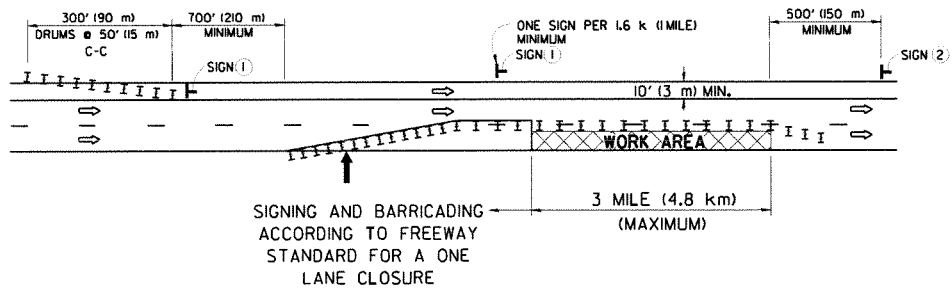 300' (90 m)
DRUMS @ 50' (15 m)
C-C
700' (210 m)
MINIMUM
SIGN 1
ONE SIGN PER 1.6 k (1 MILE)
MINIMUM
SIGN 1
500' (150 m)
MINIMUM
SIGN 2
10' (3 m) MIN.
WORK AREA
3 MILE (4.8 km)
(MAXIMUM)
SIGNING AND BARRICADING
ACCORDING TO FREEWAY
STANDARD FOR A ONE
LANE CLOSURE